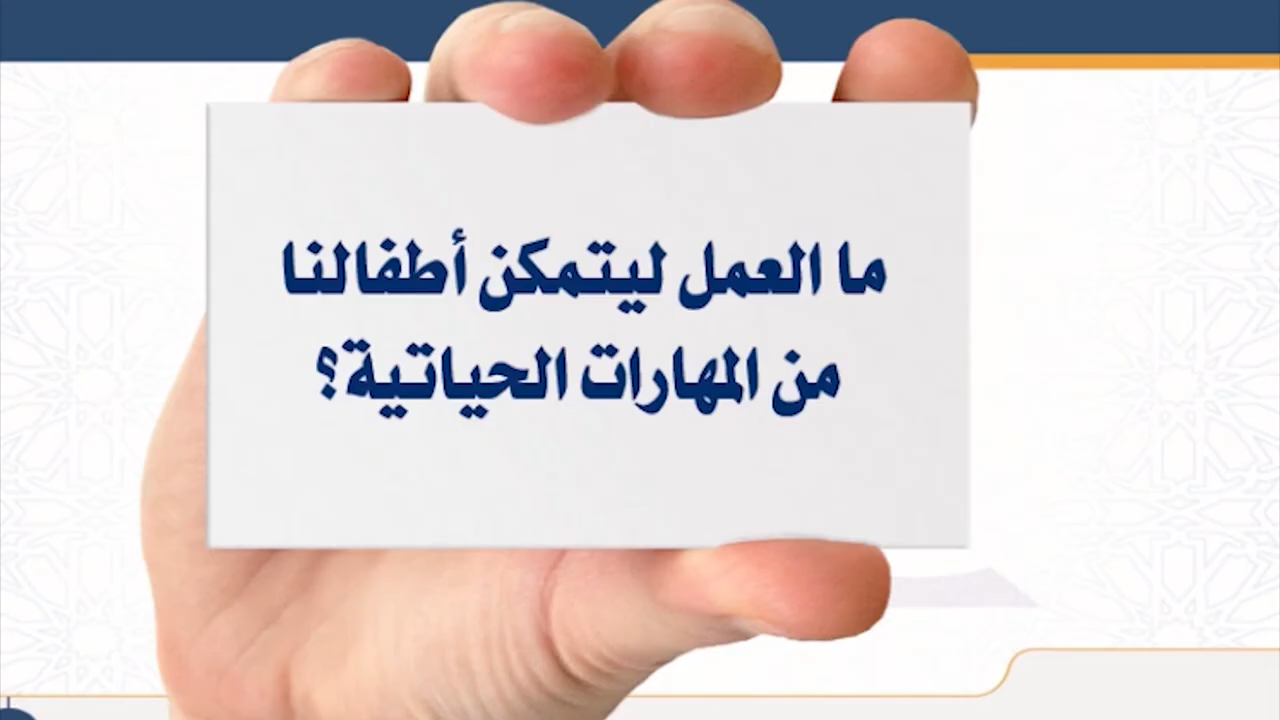 ما العمل ليتمكن أطفالنا
من المهارات الحياتية؟